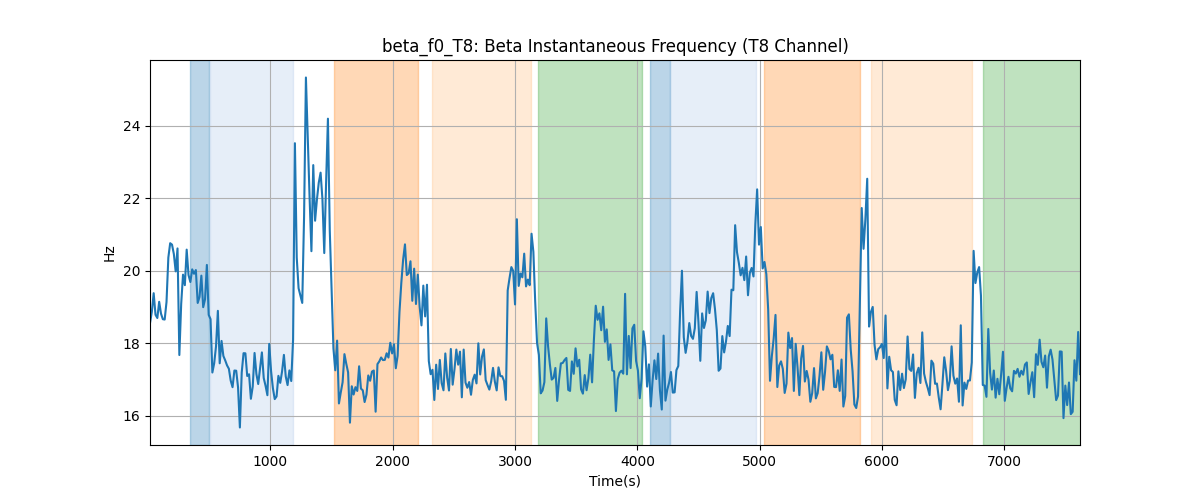 beta_f0_T8: Beta Instantaneous Frequency (T8 Channel)
24
22
20
18
16
Hz
1000 2000 3000 4000 5000 6000 7000
Time(s)